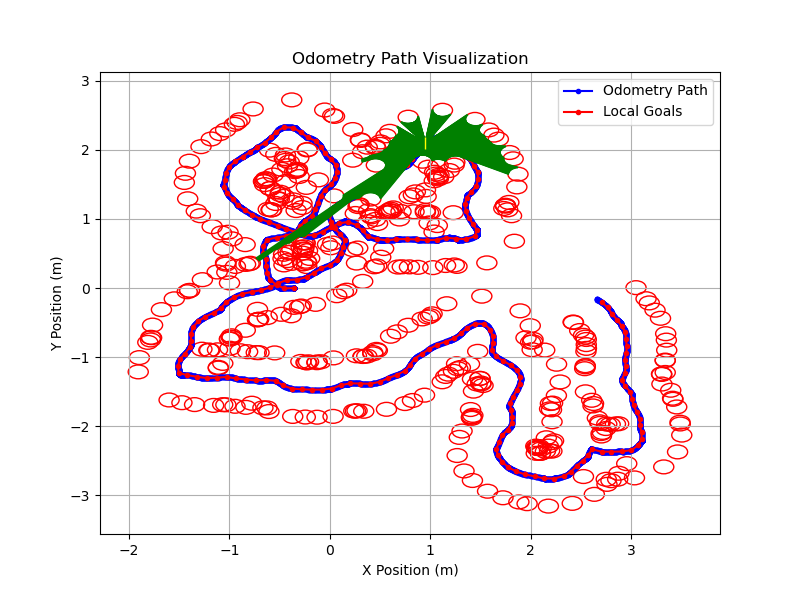 Odometry Path Visualization
Odometry Path
Local Goals
3
2
1
0
−1
−2
−3
Y Position (m)
−2 −1 0 1 2 3
X Position (m)